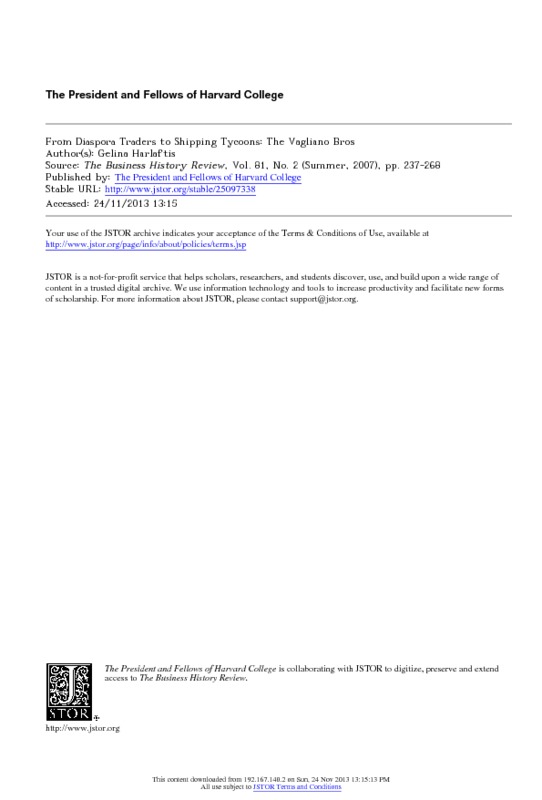 The President and Fellows of Harvard College
From Diaspora Traders to Shipping Tycoons: The Vagliano Bros
Author(s): Gelina Harlaftis
Source: The Business History Review, Vol. 81, No. 2 (Summer, 2007), pp. 237-268
Published by: The President and Fellows of Harvard College
Stable URL: http://www.jstor.org/stable/25097338
Accessed: 24/11/2013 13:15
Your use of the JSTOR archive indicates your acceptance of the Terms & Conditions of Use, available at
http://www.jstor.org/page/info/about/policies/terms.jsp
JSTOR is a not-for-profit service that helps scholars, researchers, and students discover, use, and build upon a wide range of
content in a trusted digital archive. We use information technology and tools to increase productivity and facilitate new forms
of scholarship. For more information about JSTOR, please contact support@jstor.org.
The President and Fellows of Harvard College is collaborating with JSTOR to digitize, preserve and extend
access to The Business History Review.
JSTOR
http://www.jstor.org
This content downloaded from 192.167.140.2 on Sun, 24 Nov 2013 13:15:13 PM
All use subject to JSTOR Terms and Conditions